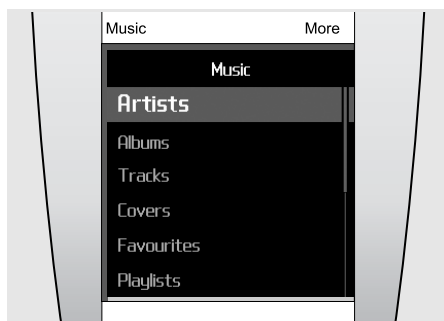 Music More
Music
Artists
Albums
Tracks
Covers
Favourites
Playlists